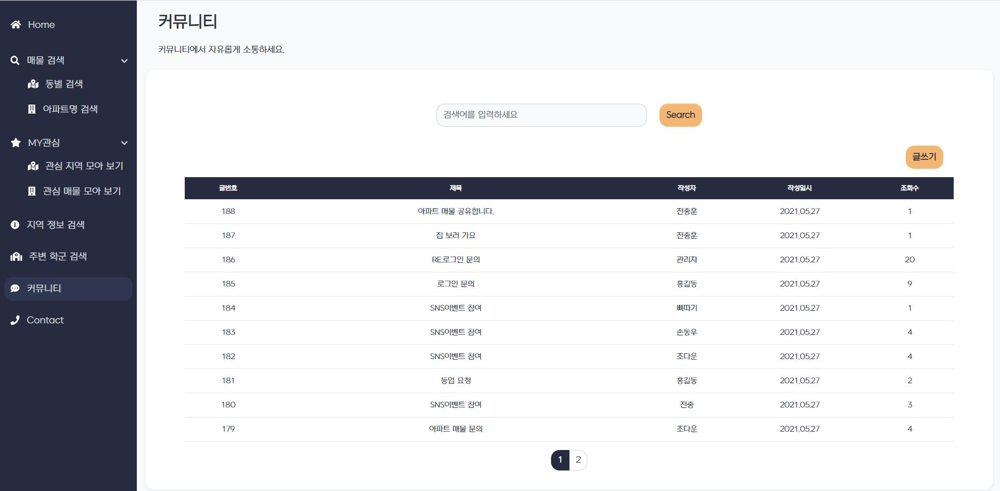 Home
매물 검색
동별 검색
아파트명 검색
MY관심
관심 지역 모아 보기
관심 매물 모아 보기
지역 정보 검색
주변 학군 검색
커뮤니티
Contact
커뮤니티
커뮤니티에서 자유롭게 소통하세요.
검색어를 입력하세요 Search
글쓰기
글번호 제목 작성자 작성일시 조회수
188 아파트 매물 공유합니다. 전중훈 2021.05.27 1
187 집 보러 가요 전중훈 2021.05.27 1
186 RE.로그인 문의 관리자 2021.05.27 20
185 로그인 문의 홍길동 2021.05.27 9
184 SNS이벤트 참여 삐따기 2021.05.27 1
183 SNS이벤트 참여 손동우 2021.05.27 4
182 SNS이벤트 참여 조다운 2021.05.27 4
181 등업 요청 홍길동 2021.05.27 2
180 SNS이벤트 참여 전중 2021.05.27 3
179 아파트 매물 문의 조다운 2021.05.27 4
1 2